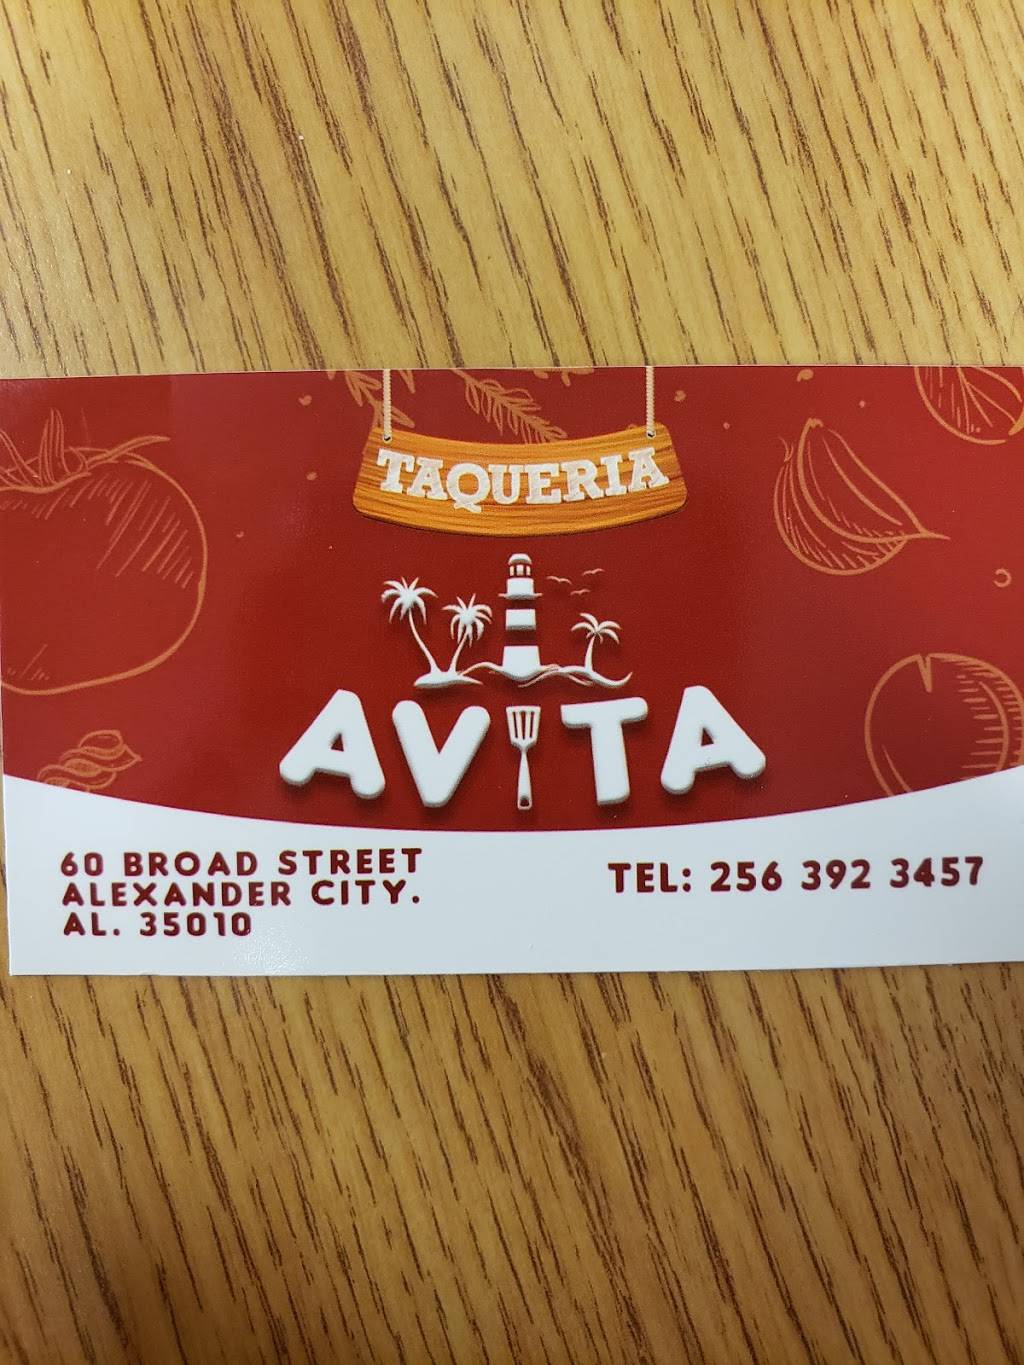 TAQUERIA
AVITA
60 BROAD STREET
ALEXANDER CITY.
AL. 35010
TEL: 256 392 3457